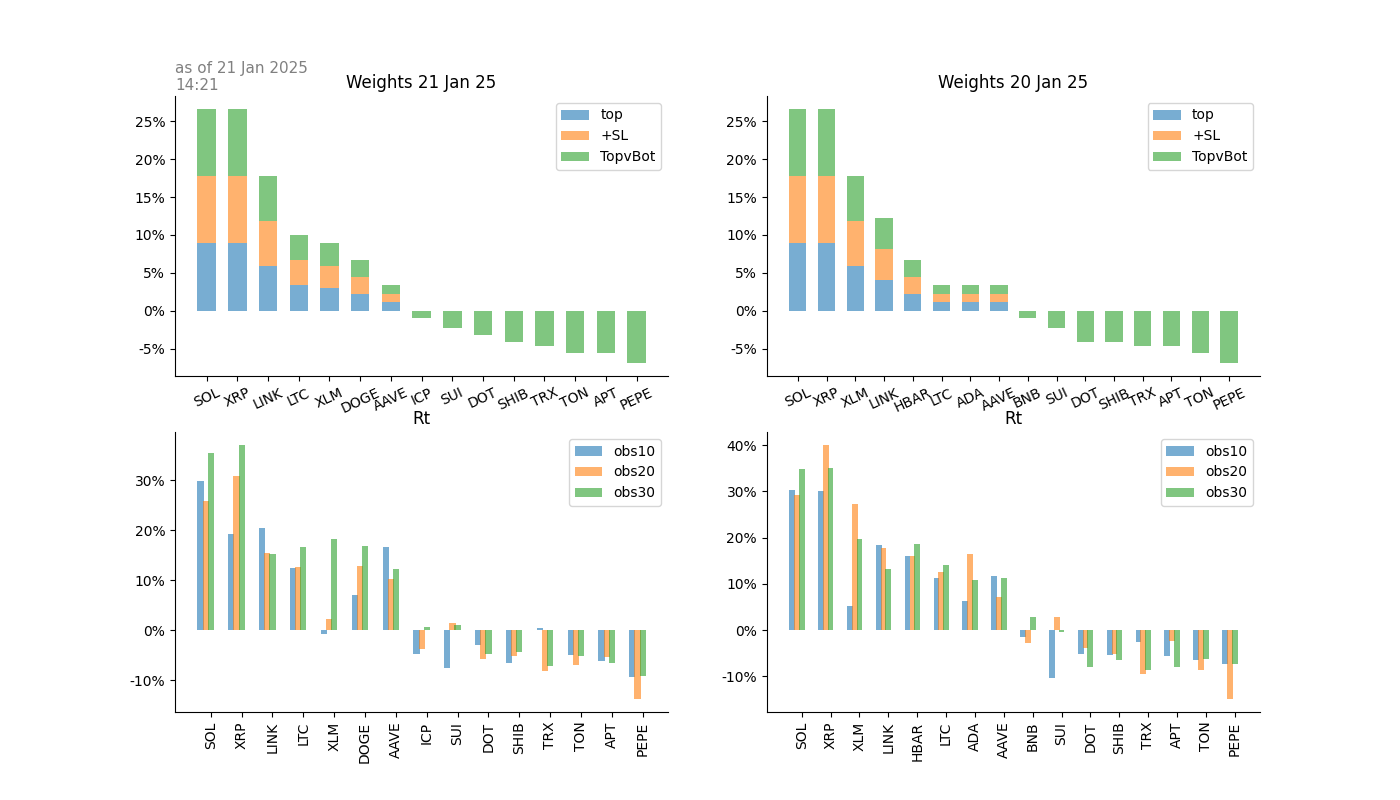 as of 21 Jan 2025
14:21
Weights 21 Jan 25
25%
20%
15%
10%
5%
0%
-5%
top
+SL
TopvBot
SOL XRP LINK LTC XLM DOGE AAVE ICP SUI DOT SHIB TRX TON APT PEPE
Weights 20 Jan 25
25%
20%
15%
10%
5%
0%
-5%
top
+SL
TopvBot
SOL XRP XLM LINK HBAR LTC ADA AAVE BNB SUI DOT SHIB TRX APT TON PEPE
Rt
30%
20%
10%
0%
-10%
obs10
obs20
obs30
SOL XRP LINK LTC XLM DOGE AAVE ICP SUI DOT SHIB TRX TON APT PEPE
Rt
40%
30%
20%
10%
0%
-10%
obs10
obs20
obs30
SOL XRP XLM LINK HBAR LTC ADA AAVE BNB SUI DOT SHIB TRX APT TON PEPE